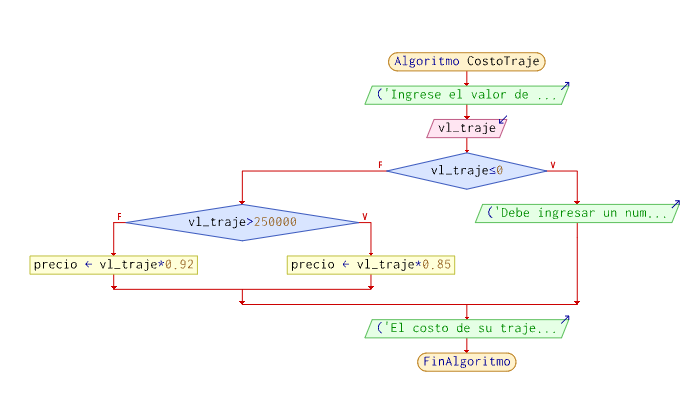 Algoritmo CostoTraje
('Ingrese el valor de ...
vl_traje
F
vl_traje≤0
V
F
vl_traje>250000
V
('Debe ingresar un num...
precio ← vl_traje*0.92
precio ← vl_traje*0.85
('El costo de su traje...
FinAlgoritmo